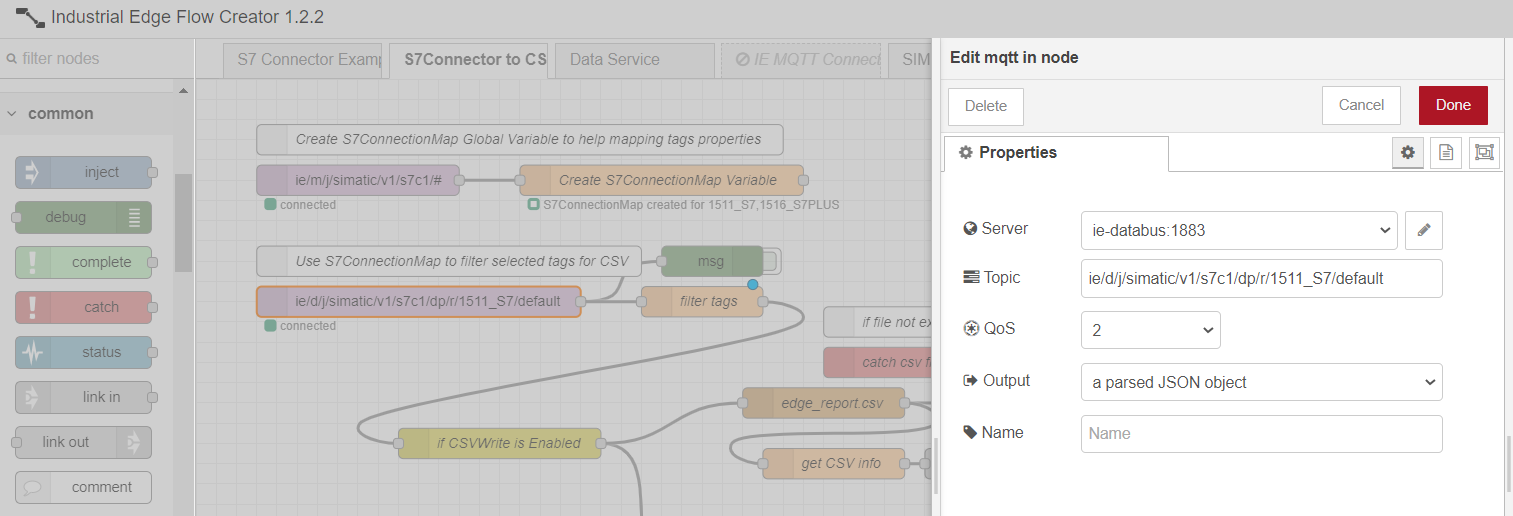 Industrial Edge Flow Creator 1.2.2
filter nodes
S7 Connector Examp
S7Connector to CS
Data Service
IE MQTT Connect
SIM
common
inject
debug
complete
catch
status
link in
link out
comment
Create S7ConnectionMap Global Variable to help mapping tags properties
ie/m/j/simatic/v1/s7c1/#
Create S7ConnectionMap Variable
connected
S7ConnectionMap created for 1511_S7,1516_S7PLUS
Use S7ConnectionMap to filter selected tags for CSV
msg
ie/d/j/simatic/v1/s7c1/dp/r/1511_S7/default
filter tags
connected
if file not ex
catch csv f
edge_report.csv
if CSVWrite is Enabled
get CSV info
Edit mqtt in node
Delete
Cancel
Done
Properties
Server
ie-databus:1883
Topic
ie/d/j/simatic/v1/s7c1/dp/r/1511_S7/default
QoS
2
Output
a parsed JSON object
Name
Name